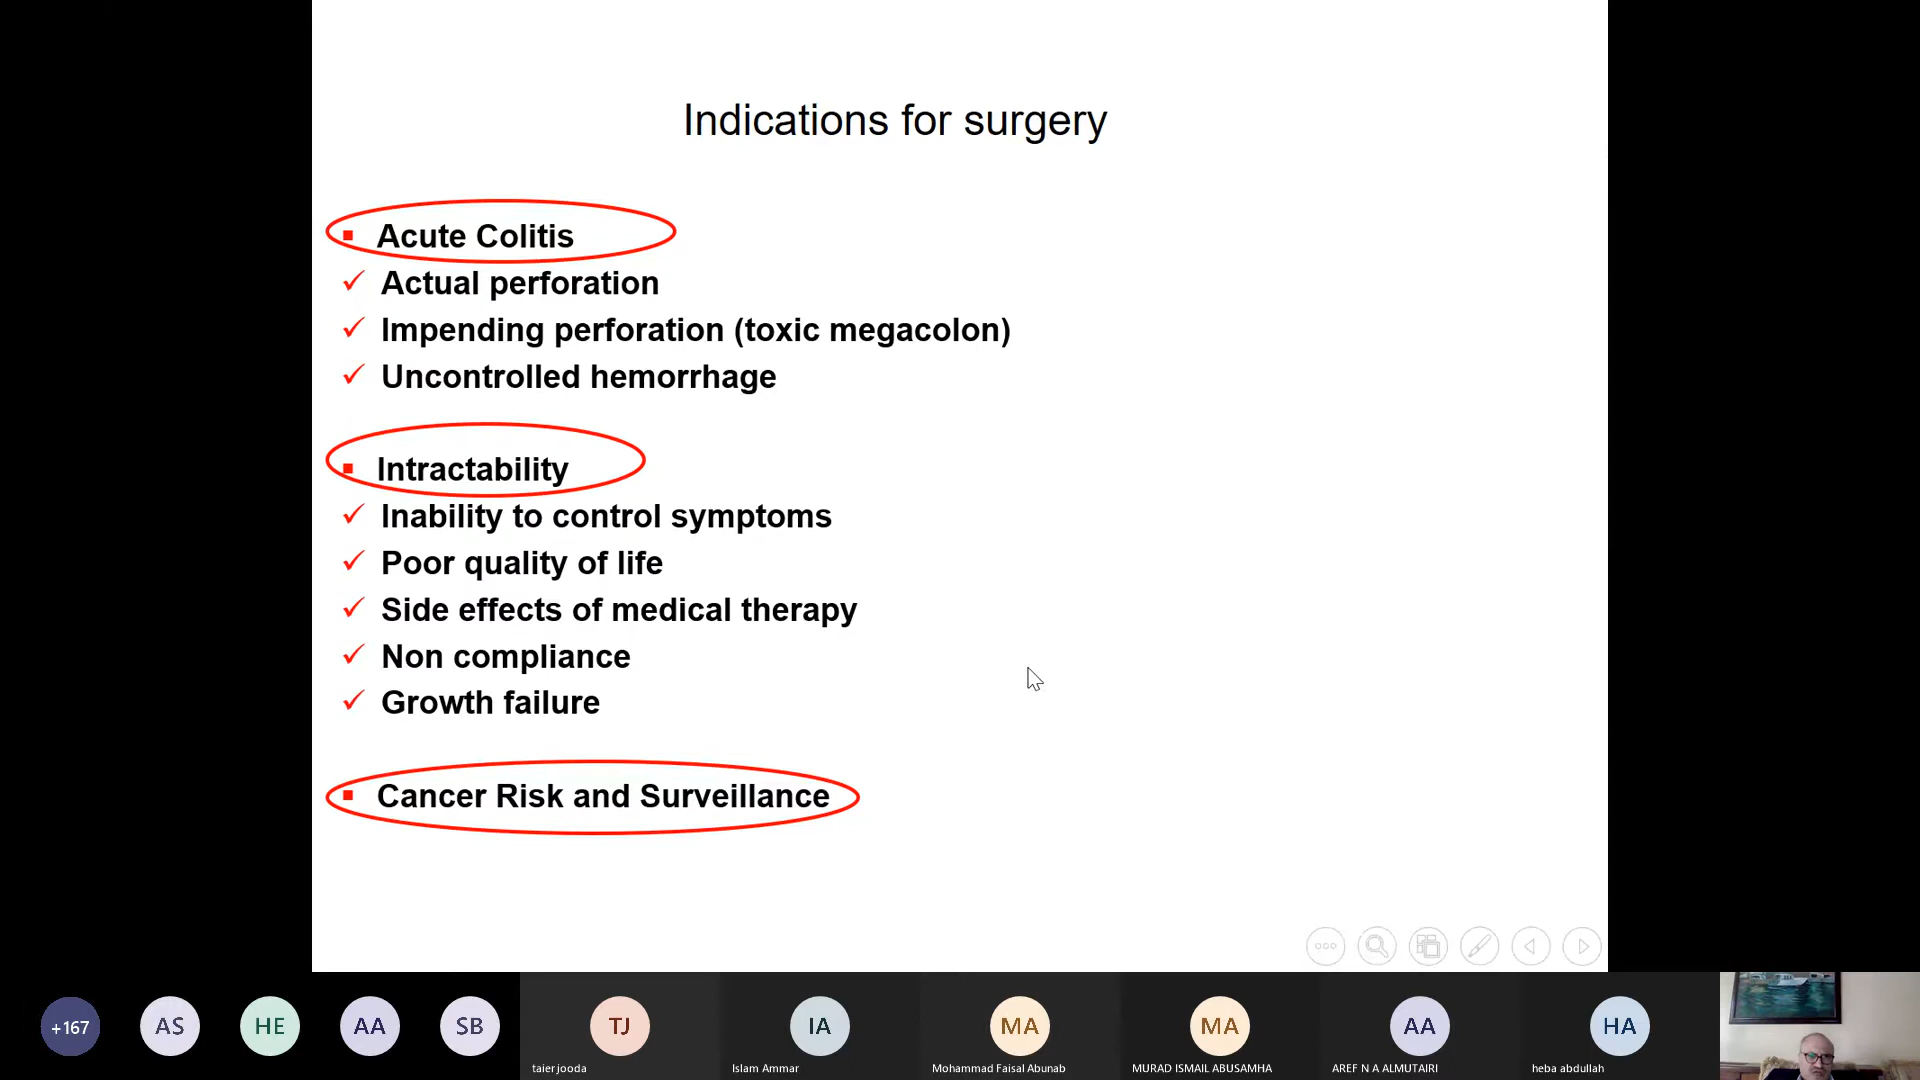 Indications for surgery
Acute Colitis
Actual perforation
Impending perforation (toxic megacolon)
Uncontrolled hemorrhage
Intractability
Inability to control symptoms
Poor quality of life
Side effects of medical therapy
Non compliance
Growth failure
Cancer Risk and Surveillance
+167 AS HE AA SB TJ IA MA MA AA HA
taier jooda Islam Ammar Mohammad Faisal Abunab MURAD ISMAIL ABUSAMHA AREF N A ALMUTAIRI heba abdullah